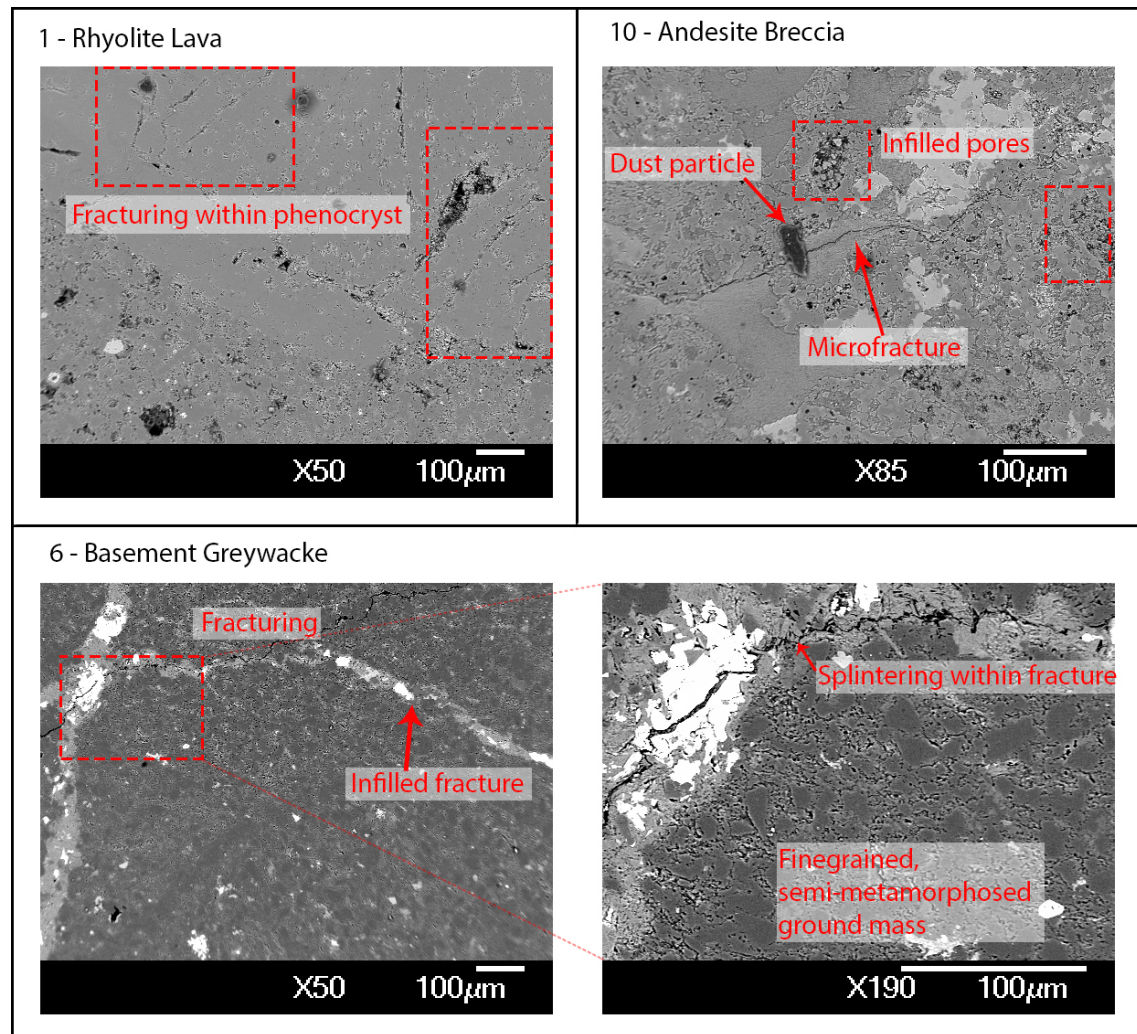 1 - Rhyolite Lava
Fracturing within phenocryst
X50 100μm
10 - Andesite Breccia
Dust particle
Infilled pores
Microfracture
X85 100μm
6 - Basement Greywacke
Fracturing
Infilled fracture
X50 100μm
Splintering within fracture
Finegrained,
semi-metamorphosed
ground mass
X190 100μm